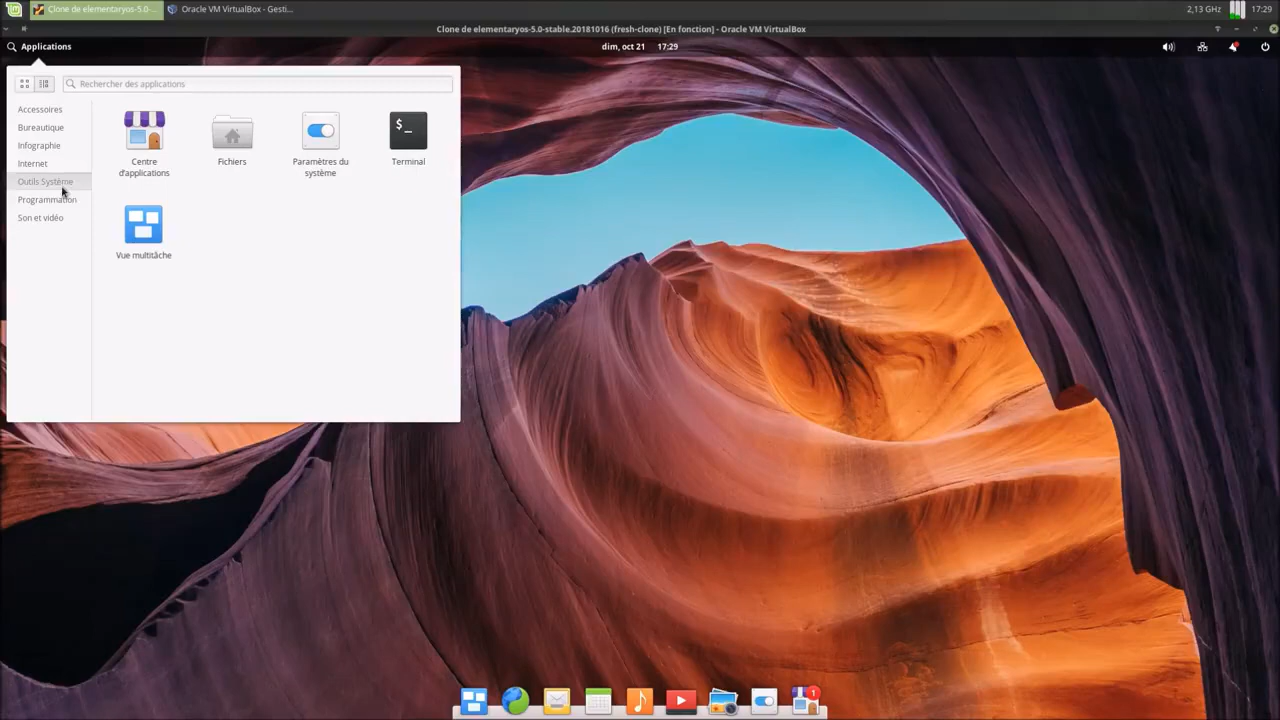 Clone de elementaryos-5.0-...
Oracle VM VirtualBox - Gesti...
2,13 GHz
17:29
Clone de elementaryos-5.0-stable.20181016 (fresh-clone) [En fonction] - Oracle VM VirtualBox
Applications
dim, oct 21 17:29
Rechercher des applications
Accessoires
Bureautique
Infographie
Internet
Outils Système
Programmation
Son et vidéo
Centre
d'applications
Fichiers
Paramètres du
système
$_
Terminal
Vue multitâche
1